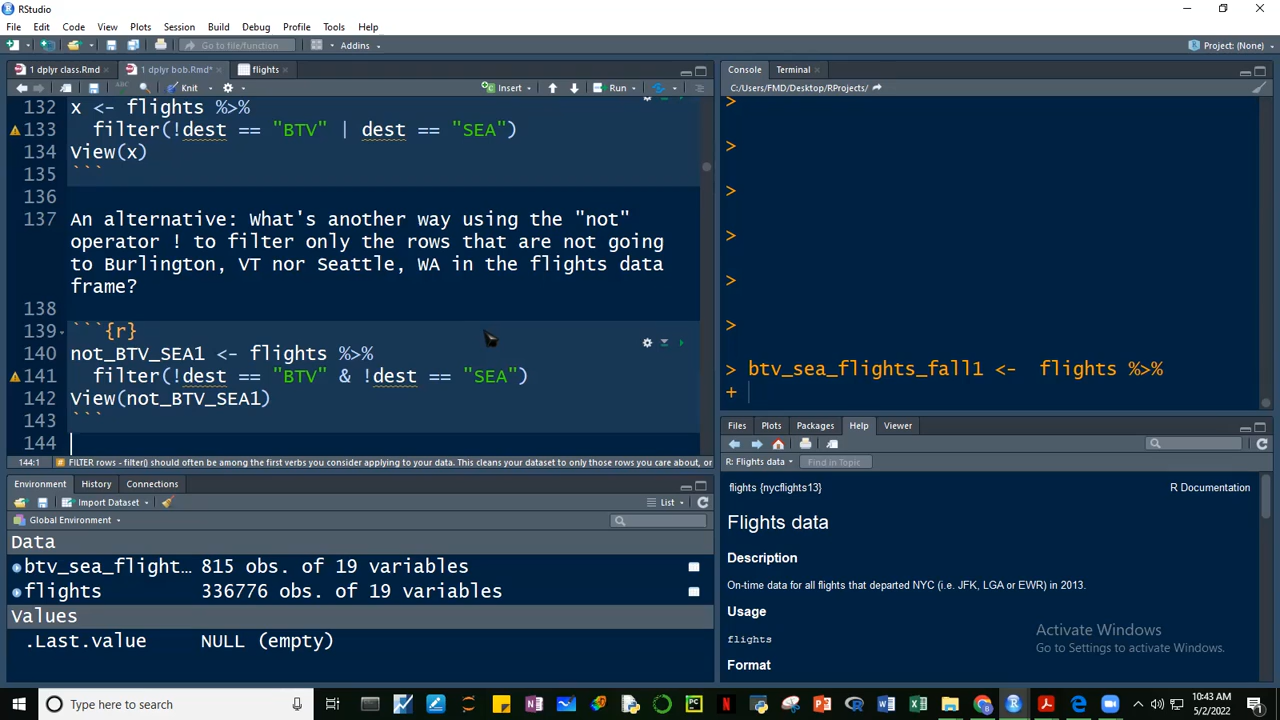 RStudio
File Edit Code View Plots Session Build Debug Profile Tools Help
Go to file/function Addins Project: (None)
1 dplyr class.Rmd 1 dplyr bob.Rmd* flights
Knit Insert Run
132 x <- flights %>%
133 filter(!dest == "BTV" | dest == "SEA")
134 View(x)
135 ```
136
137 An alternative: What's another way using the "not"
operator ! to filter only the rows that are not going
to Burlington, VT nor Seattle, WA in the flights data
frame?
138
139 ```{r}
140 not_BTV_SEA1 <- flights %>%
141 filter(!dest == "BTV" & !dest == "SEA")
142 View(not_BTV_SEA1)
143 ```
144
144:1 FILTER rows - filter() should often be among the first verbs you consider applying to your data. This cleans your dataset to only those rows you care about, or
Environment History Connections
Import Dataset List
Global Environment
Data
btv_sea_flight… 815 obs. of 19 variables
flights 336776 obs. of 19 variables
Values
.Last.value NULL (empty)
Console Terminal
C:/Users/FMD/Desktop/RProjects/
>
>
>
>
>
>
> btv_sea_flights_fall1 <- flights %>%
+
Files Plots Packages Help Viewer
R: Flights data Find in Topic
flights {nycflights13} R Documentation
Flights data
Description
On-time data for all flights that departed NYC (i.e. JFK, LGA or EWR) in 2013.
Usage
flights
Format
Activate Windows
Go to Settings to activate Windows.
Type here to search
10:43 AM
5/2/2022